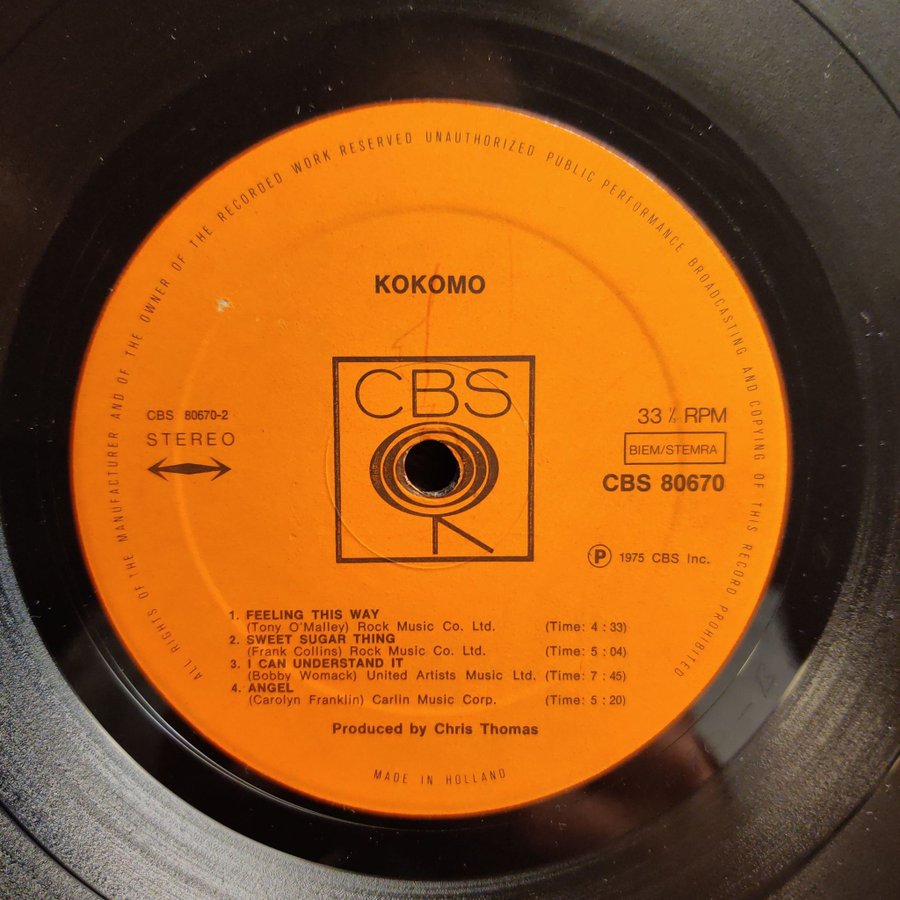 ALL RIGHTS OF THE MANUFACTURER AND OF THE OWNER OF THE RECORDED WORK RESERVED UNAUTHORIZED PUBLIC PERFORMANCE BROADCASTING AND COPYING OF THIS RECORD PROHIBITED
KOKOMO
CBS
CBS 80670-2
STEREO
33 ⅓ RPM
BIEM/STEMRA
CBS 80670
Ⓟ 1975 CBS Inc.
1. FEELING THIS WAY
(Tony O'Malley) Rock Music Co. Ltd. (Time: 4 : 33)
2. SWEET SUGAR THING
(Frank Collins) Rock Music Co. Ltd. (Time: 5 : 04)
3. I CAN UNDERSTAND IT
(Bobby Womack) United Artists Music Ltd. (Time: 7 : 45)
4. ANGEL
(Carolyn Franklin) Carlin Music Corp. (Time: 5 : 20)
Produced by Chris Thomas
MADE IN HOLLAND